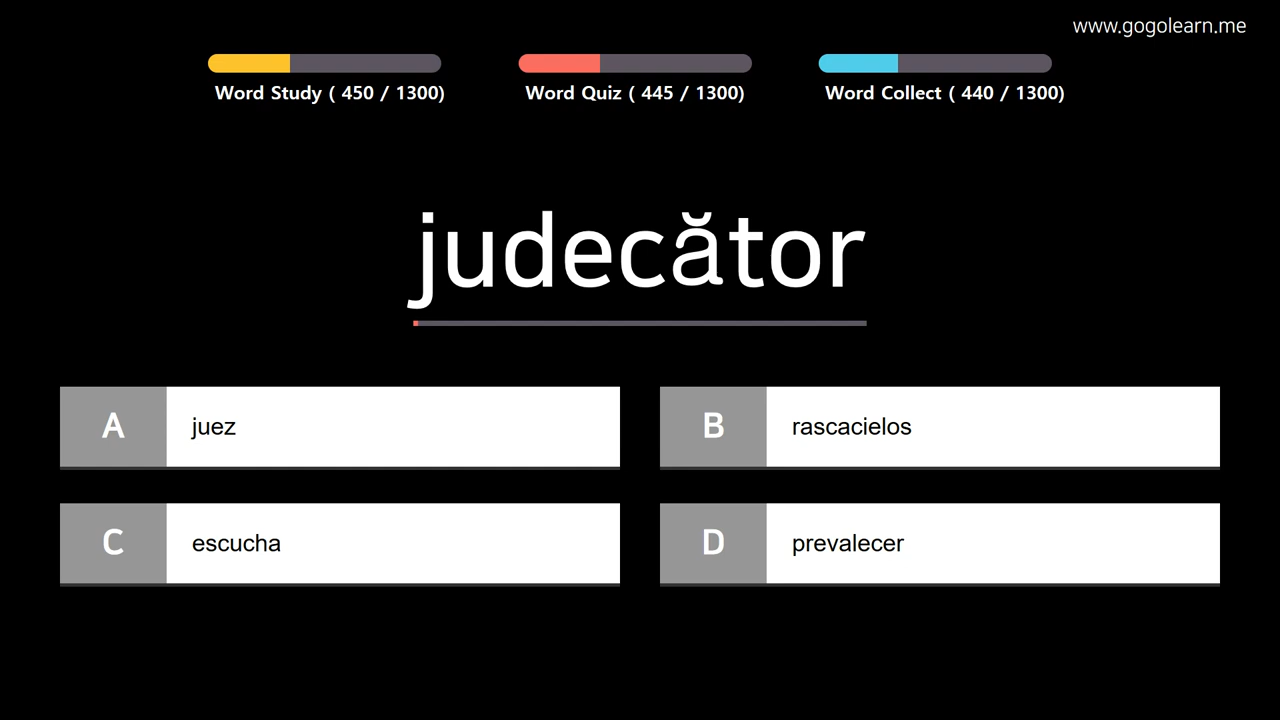 www.gogolearn.me
Word Study ( 450 / 1300)
Word Quiz ( 445 / 1300)
Word Collect ( 440 / 1300)
judecător
A juez
B rascacielos
C escucha
D prevalecer